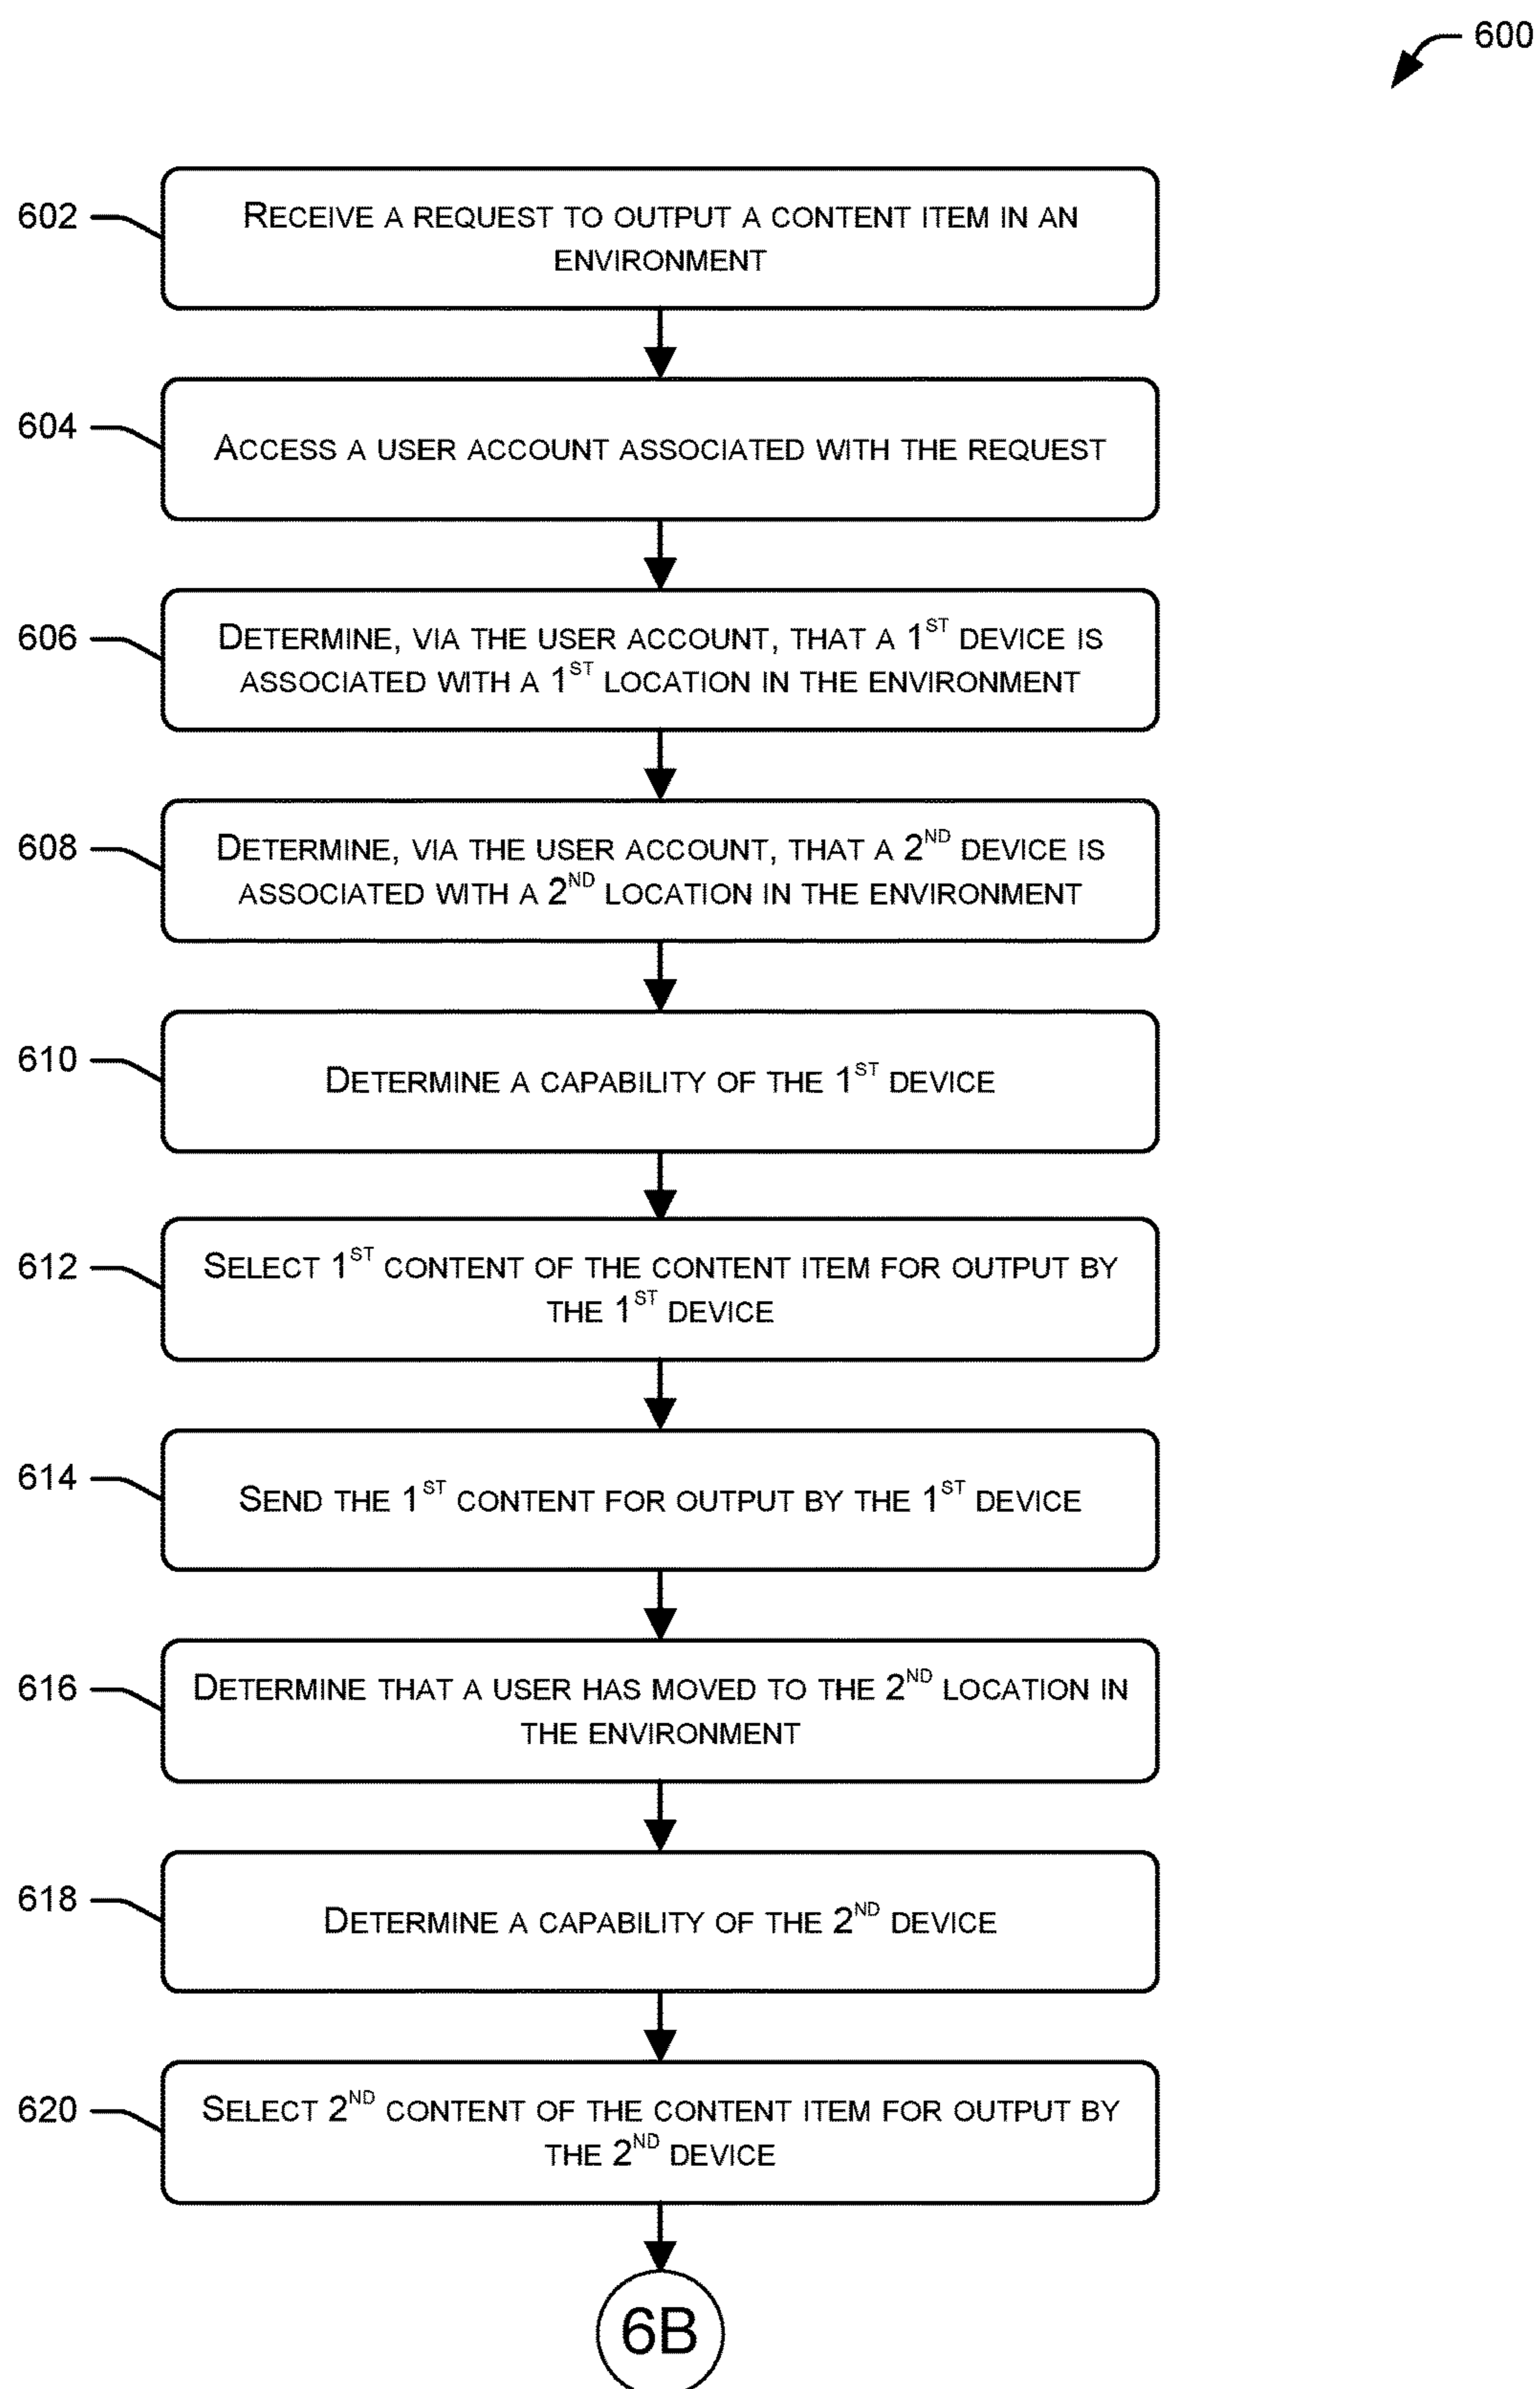 600
602
RECEIVE A REQUEST TO OUTPUT A CONTENT ITEM IN AN
ENVIRONMENT
604
ACCESS A USER ACCOUNT ASSOCIATED WITH THE REQUEST
606
DETERMINE, VIA THE USER ACCOUNT, THAT A 1ST DEVICE IS
ASSOCIATED WITH A 1ST LOCATION IN THE ENVIRONMENT
608
DETERMINE, VIA THE USER ACCOUNT, THAT A 2ND DEVICE IS
ASSOCIATED WITH A 2ND LOCATION IN THE ENVIRONMENT
610
DETERMINE A CAPABILITY OF THE 1ST DEVICE
612
SELECT 1ST CONTENT OF THE CONTENT ITEM FOR OUTPUT BY
THE 1ST DEVICE
614
SEND THE 1ST CONTENT FOR OUTPUT BY THE 1ST DEVICE
616
DETERMINE THAT A USER HAS MOVED TO THE 2ND LOCATION IN
THE ENVIRONMENT
618
DETERMINE A CAPABILITY OF THE 2ND DEVICE
620
SELECT 2ND CONTENT OF THE CONTENT ITEM FOR OUTPUT BY
THE 2ND DEVICE
6B